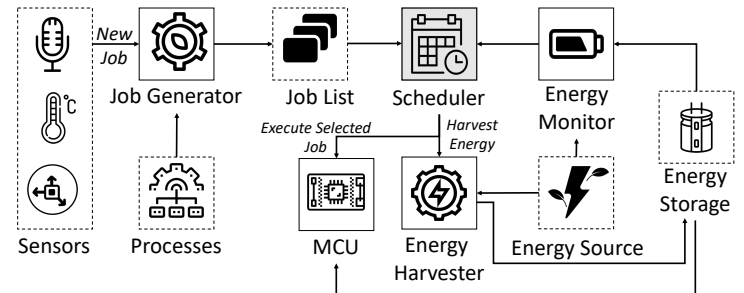 New
Job
°C
Job Generator
Job List
Scheduler
Energy
Monitor
Execute Selected
Job
Harvest
Energy
Energy
Storage
Sensors
Processes
MCU
Energy
Harvester
Energy Source